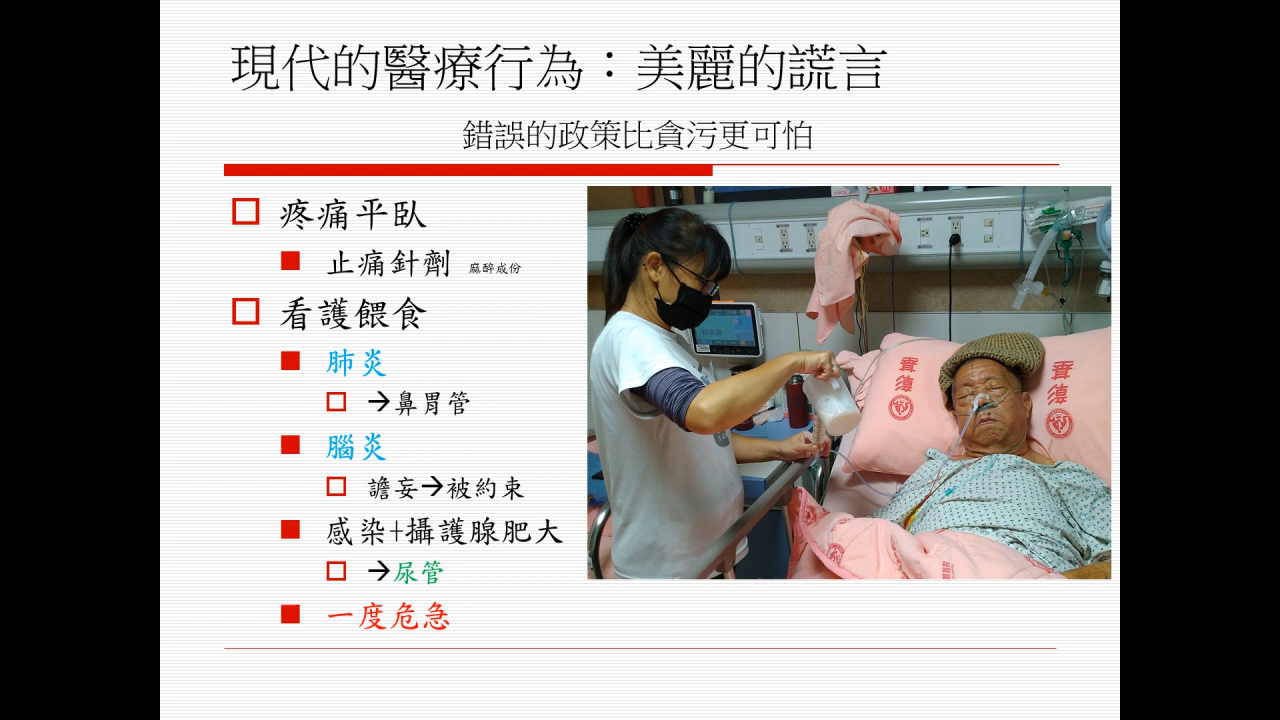 現代的醫療行為：美麗的謊言
錯誤的政策比貪污更可怕
疼痛平臥
止痛針劑 麻醉成份
看護餵食
肺炎
→鼻胃管
腦炎
譫妄→被約束
感染+攝護腺肥大
→尿管
一度危急